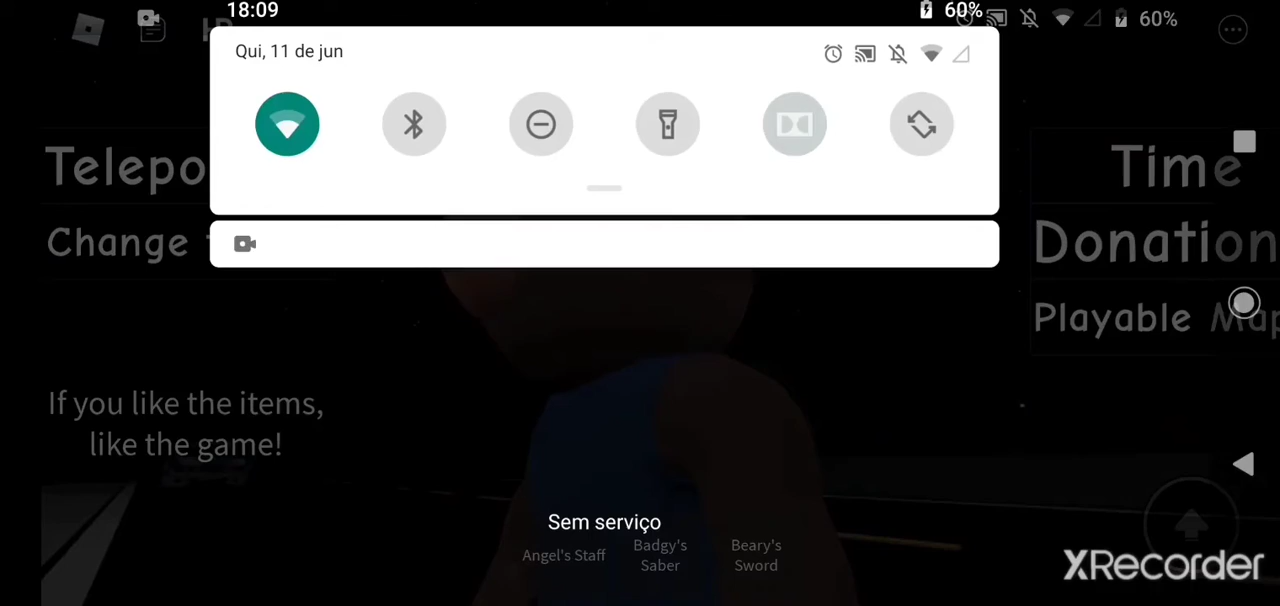 18:09
60%
60%
Qui, 11 de jun
Telepo
Change
Time
Donation
Playable Map
If you like the items,
like the game!
Sem serviço
Angel's Staff
Badgy's
Saber
Beary's
Sword
XRecorder